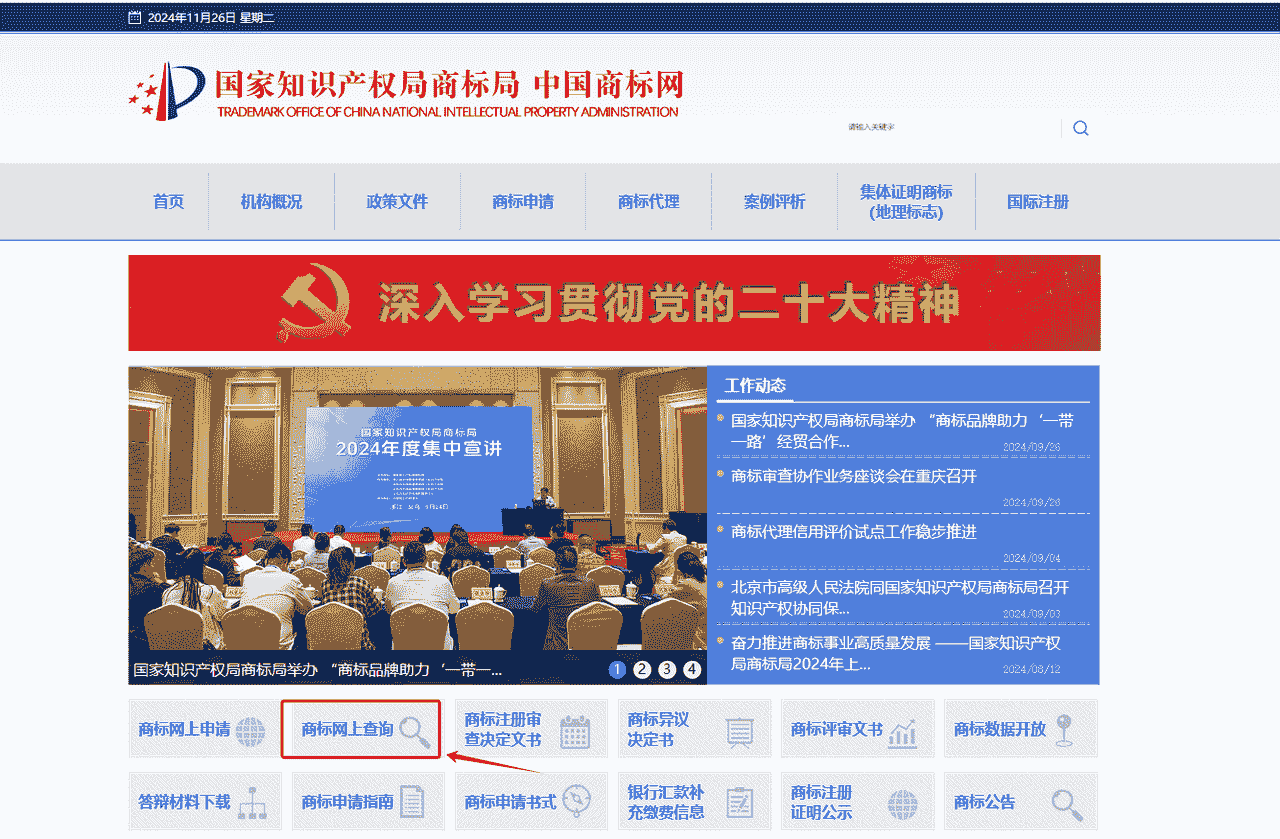 2024年11月26日 星期二
国家知识产权局商标局 中国商标网
TRADEMARK OFFICE OF CHINA NATIONAL INTELLECTUAL PROPERTY ADMINISTRATION
请输入关键字
首页
机构概况
政策文件
商标申请
商标代理
案例评析
集体证明商标
(地理标志)
国际注册
深入学习贯彻党的二十大精神
国家知识产权局商标局
2024年度集中宣讲
国家知识产权局商标局举办 “商标品牌助力‘一带一...
1 2 3 4
工作动态
国家知识产权局商标局举办 “商标品牌助力‘一带
一路’经贸合作...
2024/09/26
商标审查协作业务座谈会在重庆召开
2024/09/26
商标代理信用评价试点工作稳步推进
2024/09/04
北京市高级人民法院同国家知识产权局商标局召开
知识产权协同保...
2024/09/03
奋力推进商标事业高质量发展 ——国家知识产权
局商标局2024年上...
2024/08/12
商标网上申请
商标网上查询
商标注册审
查决定文书
商标异议
决定书
商标评审文书
商标数据开放
答辩材料下载
商标申请指南
商标申请书式
银行汇款补
充缴费信息
商标注册
证明公示
商标公告